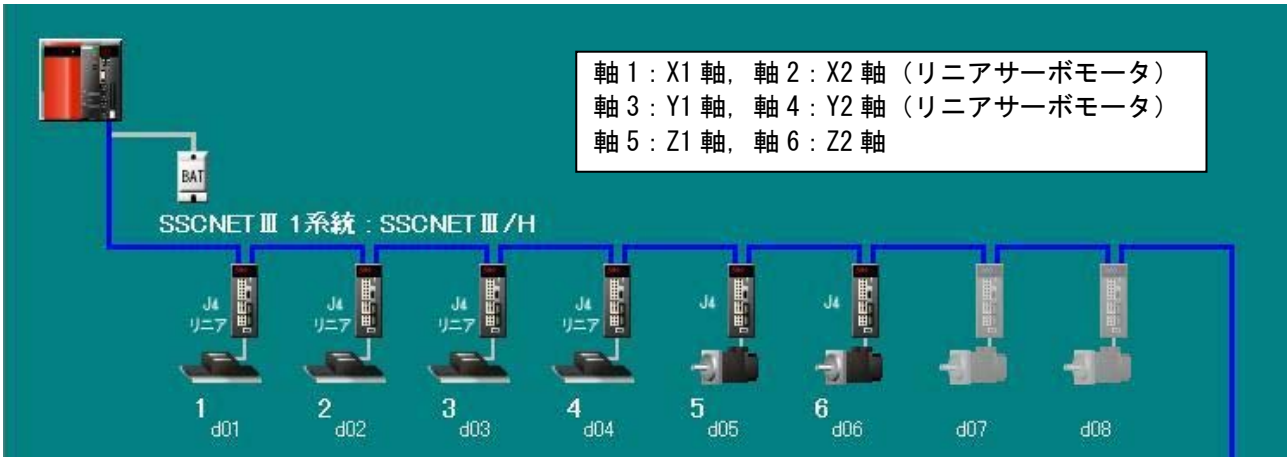 軸1：X1軸，軸2：X2軸（リニアサーボモータ）
軸3：Y1軸，軸4：Y2軸（リニアサーボモータ）
軸5：Z1軸，軸6：Z2軸
BAT
SSCNETⅢ 1系統：SSCNETⅢ/H
J4 リニア
J4 リニア
J4 リニア
J4 リニア
J4
J4
1 d01
2 d02
3 d03
4 d04
5 d05
6 d06
d07
d08